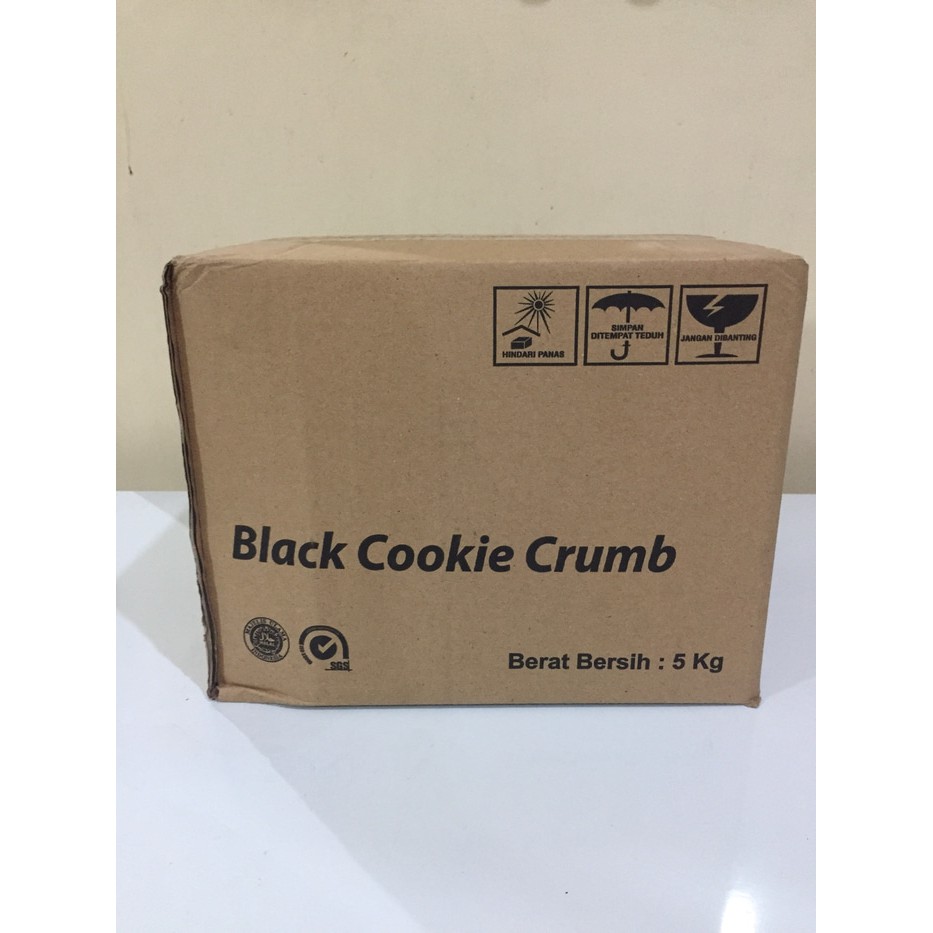 HINDARI PANAS
SIMPAN
DITEMPAT TEDUH
JANGAN DIBANTING
Black Cookie Crumb
SGS
Berat Bersih : 5 Kg